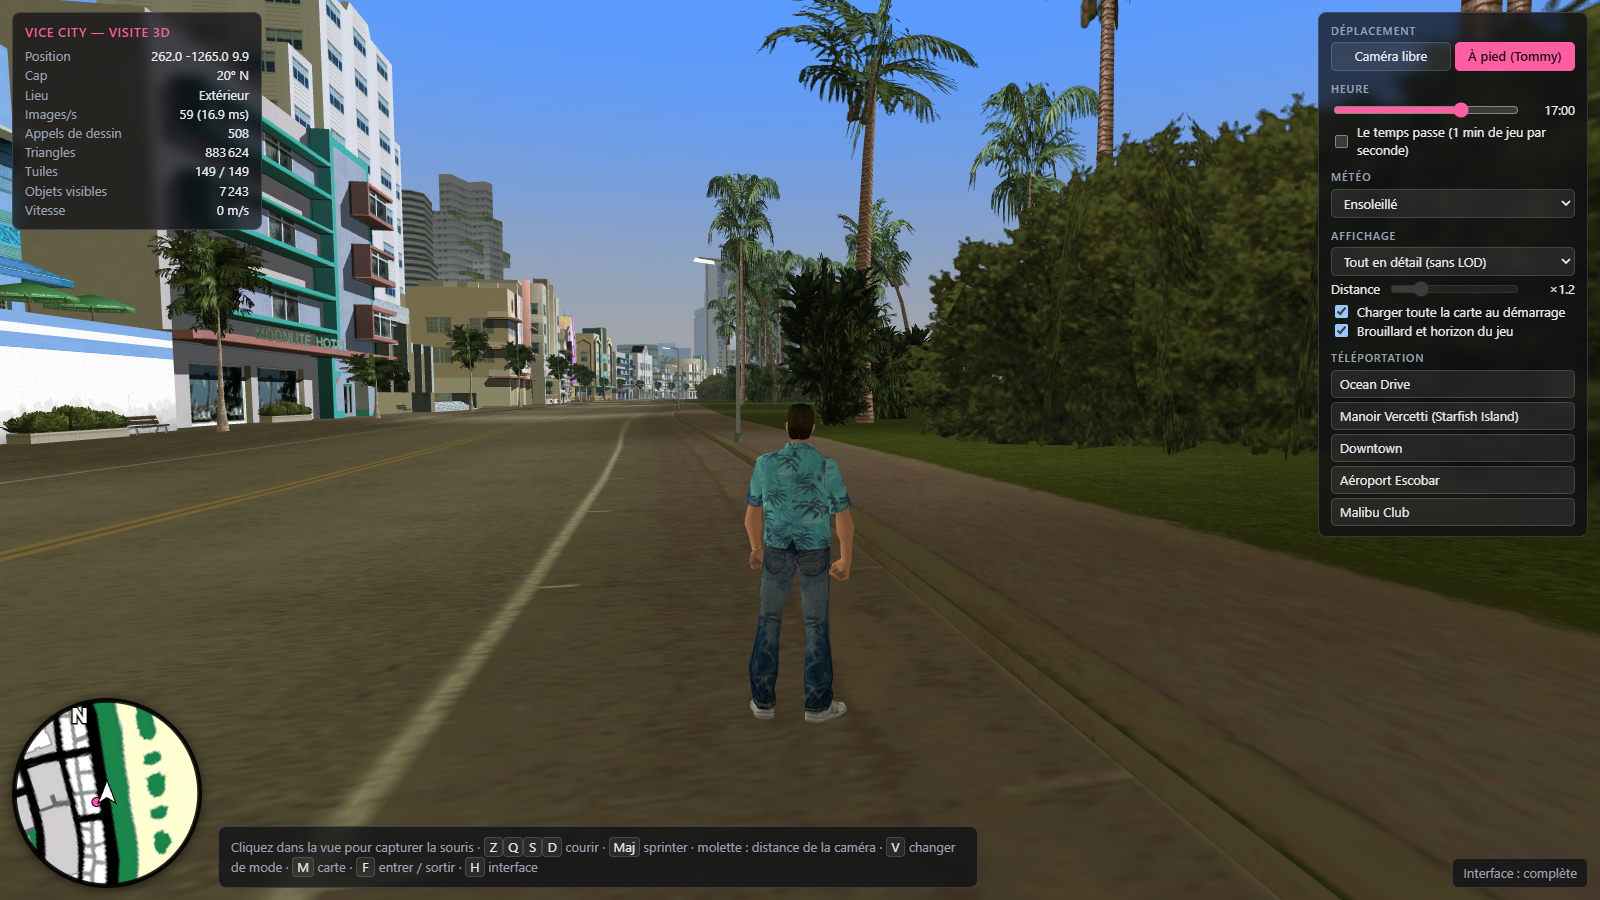 VICE CITY — VISITE 3D
Position 262.0 -1265.0 9.9
Cap 20° N
Lieu Extérieur
Images/s 59 (16.9 ms)
Appels de dessin 508
Triangles 883 624
Tuiles 149 / 149
Objets visibles 7 243
Vitesse 0 m/s
MOONLITE HOTEL
DÉPLACEMENT
Caméra libre
À pied (Tommy)
HEURE
17:00
Le temps passe (1 min de jeu par
seconde)
MÉTÉO
Ensoleillé
AFFICHAGE
Tout en détail (sans LOD)
Distance ×1.2
Charger toute la carte au démarrage
Brouillard et horizon du jeu
TÉLÉPORTATION
Ocean Drive
Manoir Vercetti (Starfish Island)
Downtown
Aéroport Escobar
Malibu Club
N
Cliquez dans la vue pour capturer la souris · Z Q S D courir · Maj sprinter · molette : distance de la caméra · V changer
de mode · M carte · F entrer / sortir · H interface
Interface : complète